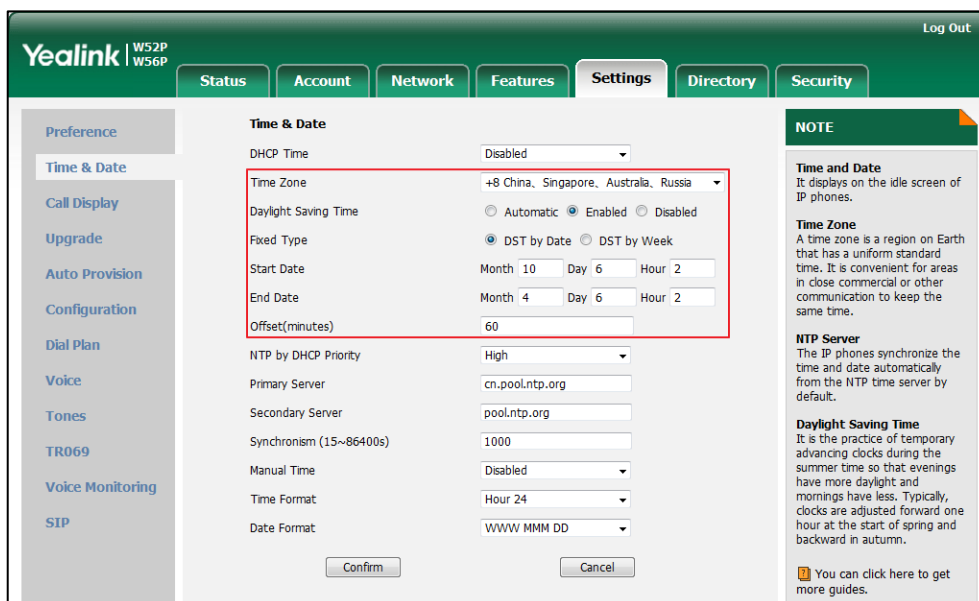 Log Out
Yealink | W52P W56P
Status Account Network Features Settings Directory Security
Preference
Time & Date
Call Display
Upgrade
Auto Provision
Configuration
Dial Plan
Voice
Tones
TR069
Voice Monitoring
SIP
Time & Date
DHCP Time Disabled
Time Zone +8 China、Singapore、Australia、Russia
Daylight Saving Time Automatic Enabled Disabled
Fixed Type DST by Date DST by Week
Start Date Month 10 Day 6 Hour 2
End Date Month 4 Day 6 Hour 2
Offset(minutes) 60
NTP by DHCP Priority High
Primary Server cn.pool.ntp.org
Secondary Server pool.ntp.org
Synchronism (15~86400s) 1000
Manual Time Disabled
Time Format Hour 24
Date Format WWW MMM DD
Confirm Cancel
NOTE
Time and Date
It displays on the idle screen of
IP phones.
Time Zone
A time zone is a region on Earth
that has a uniform standard
time. It is convenient for areas
in close commercial or other
communication to keep the
same time.
NTP Server
The IP phones synchronize the
time and date automatically
from the NTP time server by
default.
Daylight Saving Time
It is the practice of temporary
advancing clocks during the
summer time so that evenings
have more daylight and
mornings have less. Typically,
clocks are adjusted forward one
hour at the start of spring and
backward in autumn.
You can click here to get
more guides.